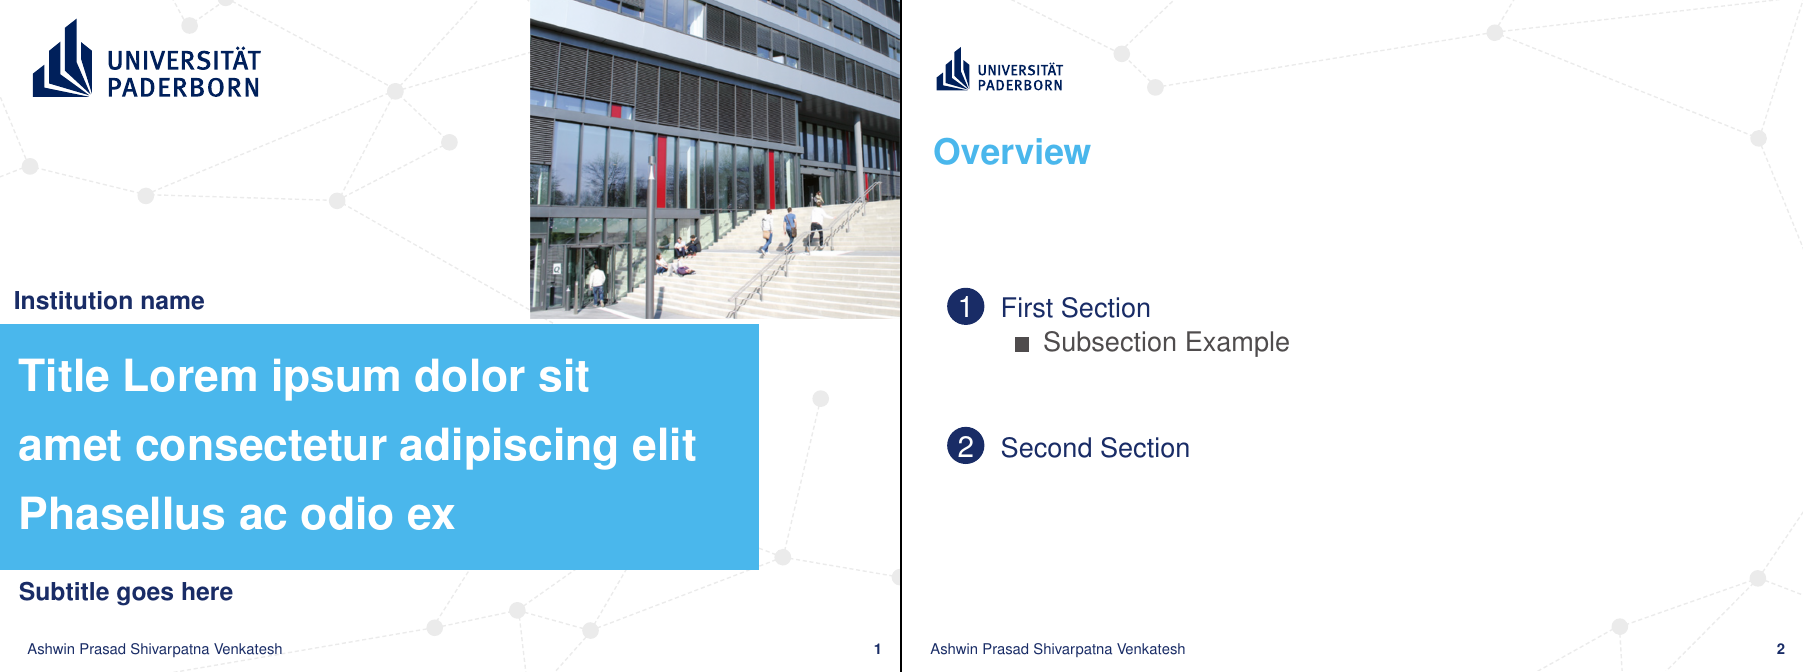 UNIVERSITÄT
PADERBORN
Institution name
Title Lorem ipsum dolor sit
amet consectetur adipiscing elit
Phasellus ac odio ex
Subtitle goes here
Ashwin Prasad Shivarpatna Venkatesh
1
UNIVERSITÄT
PADERBORN
Overview
1 First Section
Subsection Example
2 Second Section
Ashwin Prasad Shivarpatna Venkatesh
2